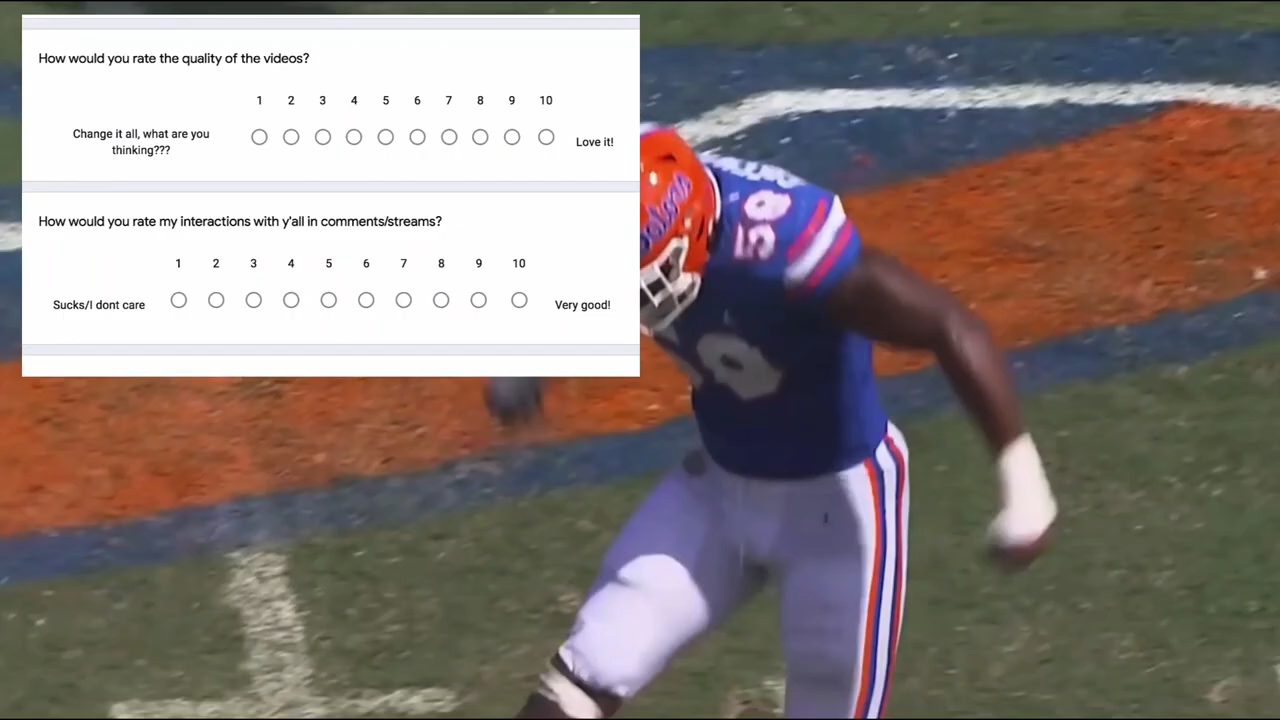 How would you rate the quality of the videos?
1 2 3 4 5 6 7 8 9 10
Change it all, what are you
thinking???
Love it!
How would you rate my interactions with y'all in comments/streams?
1 2 3 4 5 6 7 8 9 10
Sucks/I dont care
Very good!
58